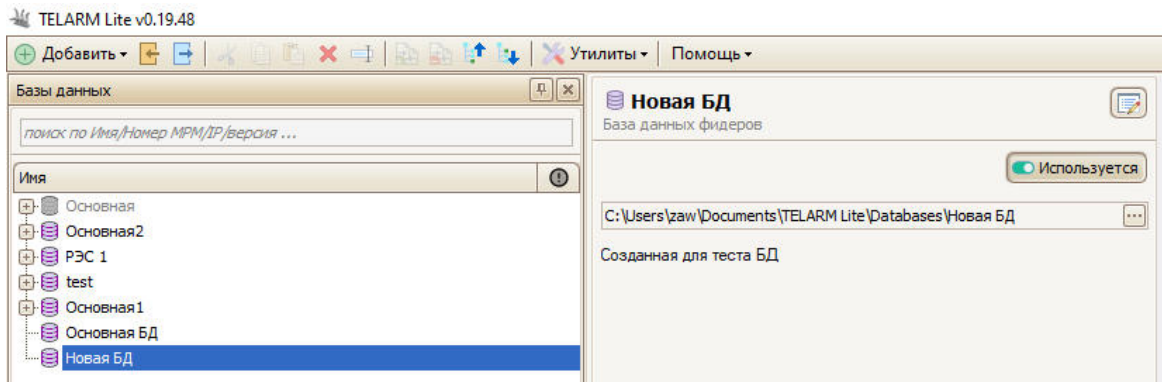 TELARM Lite v0.19.48
Добавить Утилиты Помощь
Базы данных
поиск по Имя/Номер МРМ/IP/версия ...
Имя
Основная
Основная2
РЭС 1
test
Основная1
Основная БД
Новая БД
Новая БД
База данных фидеров
Используется
C:\Users\zaw\Documents\TELARM Lite\Databases\Новая БД
Созданная для теста БД